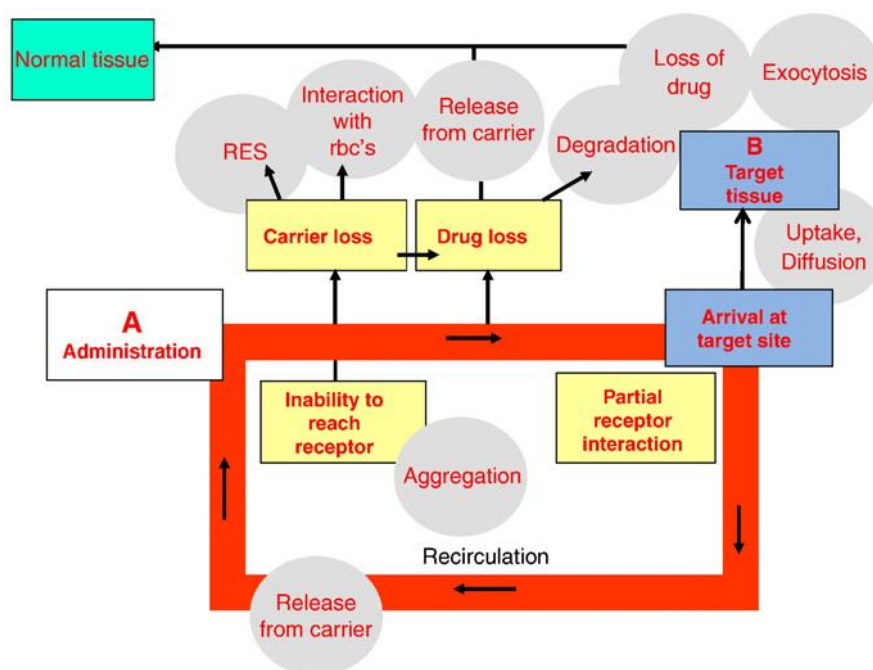 Normal tissue
Loss of
drug
Exocytosis
Interaction
with
rbc's
Release
from carrier
RES
Degradation
B
Target
tissue
Carrier loss
Drug loss
Uptake,
Diffusion
A
Administration
Arrival at
target site
Inability to
reach
receptor
Partial
receptor
interaction
Aggregation
Recirculation
Release
from carrier